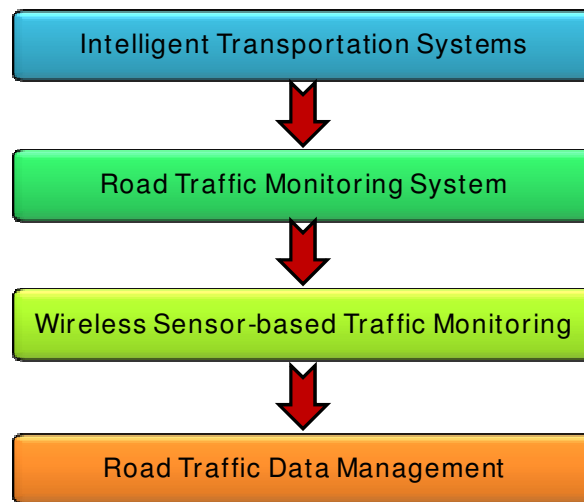 Intelligent Transportation Systems
Road Traffic Monitoring System
Wireless Sensor-based Traffic Monitoring
Road Traffic Data Management